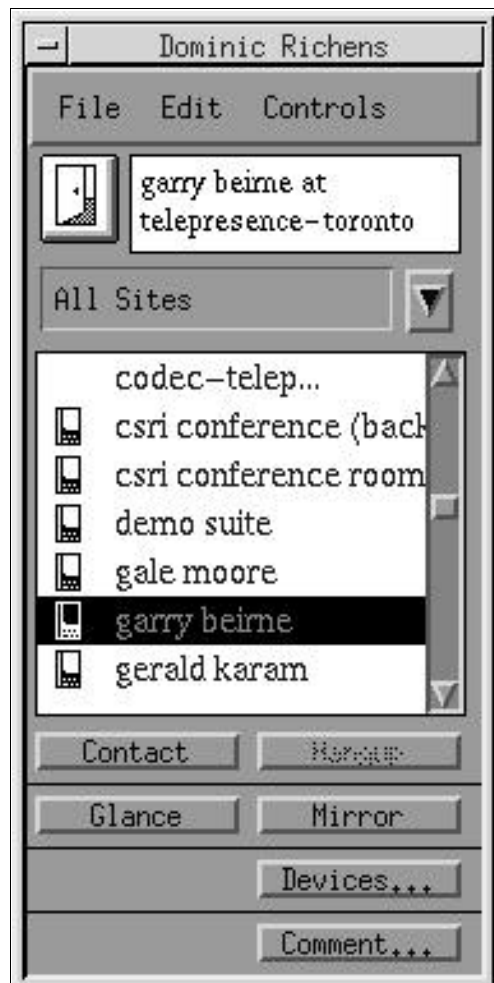 Dominic Richens
File Edit Controls
garry beirne at
telepresence-toronto
All Sites
codec-telep...
csri conference (back
csri conference room
demo suite
gale moore
garry beirne
gerald karam
Contact Hangup
Glance Mirror
Devices...
Comment...